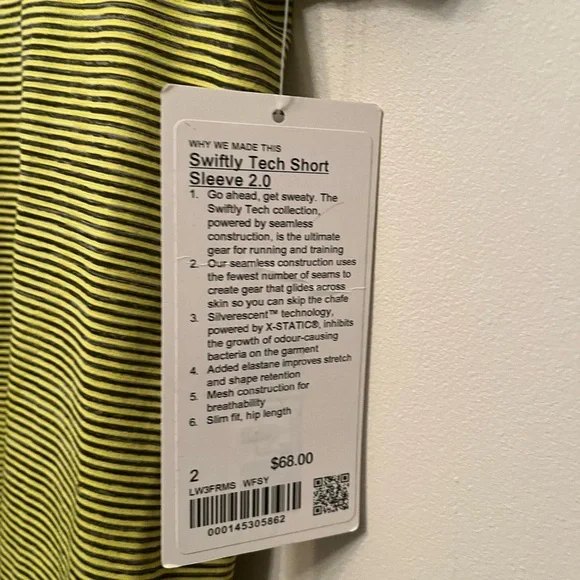 WHY WE MADE THIS
Swiftly Tech Short
Sleeve 2.0
1. Go ahead, get sweaty. The
Swiftly Tech collection,
powered by seamless
construction, is the ultimate
gear for running and training
2. Our seamless construction uses
the fewest number of seams to
create gear that glides across
skin so you can skip the chafe
3. Silverescent™ technology,
powered by X-STATIC®, inhibits
the growth of odour-causing
bacteria on the garment
4. Added elastane improves stretch
and shape retention
5. Mesh construction for
breathability
6. Slim fit, hip length
2 $68.00
LW3FRMS WFSY
000145305862